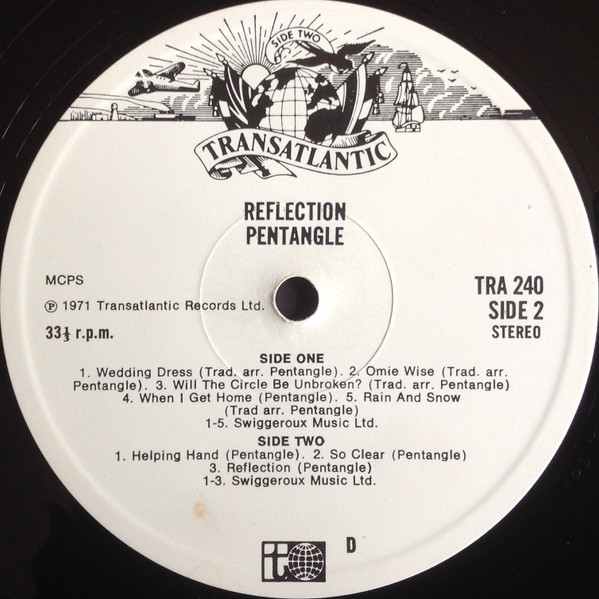 SIDE TWO
TRANSATLANTIC
REFLECTION
PENTANGLE
MCPS
Ⓟ 1971 Transatlantic Records Ltd.
33⅓ r.p.m.
TRA 240
SIDE 2
STEREO
SIDE ONE
1. Wedding Dress (Trad. arr. Pentangle). 2. Omie Wise (Trad. arr.
Pentangle). 3. Will The Circle Be Unbroken? (Trad. arr. Pentangle)
4. When I Get Home (Pentangle). 5. Rain And Snow
(Trad arr. Pentangle)
1-5. Swiggeroux Music Ltd.
SIDE TWO
1. Helping Hand (Pentangle). 2. So Clear (Pentangle)
3. Reflection (Pentangle)
1-3. Swiggeroux Music Ltd.
it
D